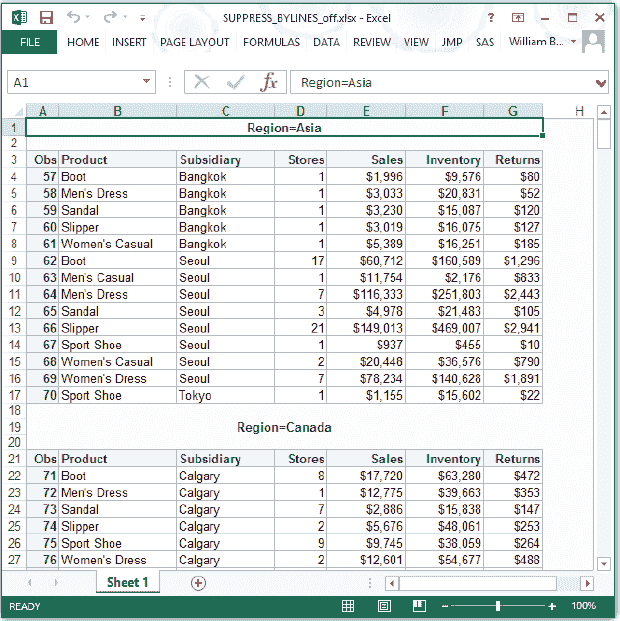 SUPPRESS_BYLINES_off.xlsx - Excel
FILE HOME INSERT PAGE LAYOUT FORMULAS DATA REVIEW VIEW JMP SAS William B...
A1 fx Region=Asia
A B C D E F G H
1 Region=Asia
2
3 Obs Product Subsidiary Stores Sales Inventory Returns
4 57 Boot Bangkok 1 $1,996 $9,576 $80
5 58 Men's Dress Bangkok 1 $3,033 $20,831 $52
6 59 Sandal Bangkok 1 $3,230 $15,087 $120
7 60 Slipper Bangkok 1 $3,019 $16,075 $127
8 61 Women's Casual Bangkok 1 $5,389 $16,251 $185
9 62 Boot Seoul 17 $60,712 $160,589 $1,296
10 63 Men's Casual Seoul 1 $11,754 $2,176 $833
11 64 Men's Dress Seoul 7 $116,333 $251,803 $2,443
12 65 Sandal Seoul 3 $4,978 $21,483 $105
13 66 Slipper Seoul 21 $149,013 $469,007 $2,941
14 67 Sport Shoe Seoul 1 $937 $455 $10
15 68 Women's Casual Seoul 2 $20,448 $36,576 $790
16 69 Women's Dress Seoul 7 $78,234 $140,628 $1,891
17 70 Sport Shoe Tokyo 1 $1,155 $15,602 $22
18
19 Region=Canada
20
21 Obs Product Subsidiary Stores Sales Inventory Returns
22 71 Boot Calgary 8 $17,720 $63,280 $472
23 72 Men's Dress Calgary 1 $12,775 $39,663 $353
24 73 Sandal Calgary 7 $2,886 $15,838 $147
25 74 Slipper Calgary 2 $5,676 $48,061 $253
26 75 Sport Shoe Calgary 9 $9,745 $38,059 $264
27 76 Women's Dress Calgary 2 $12,601 $54,677 $488
Sheet 1
READY 100%